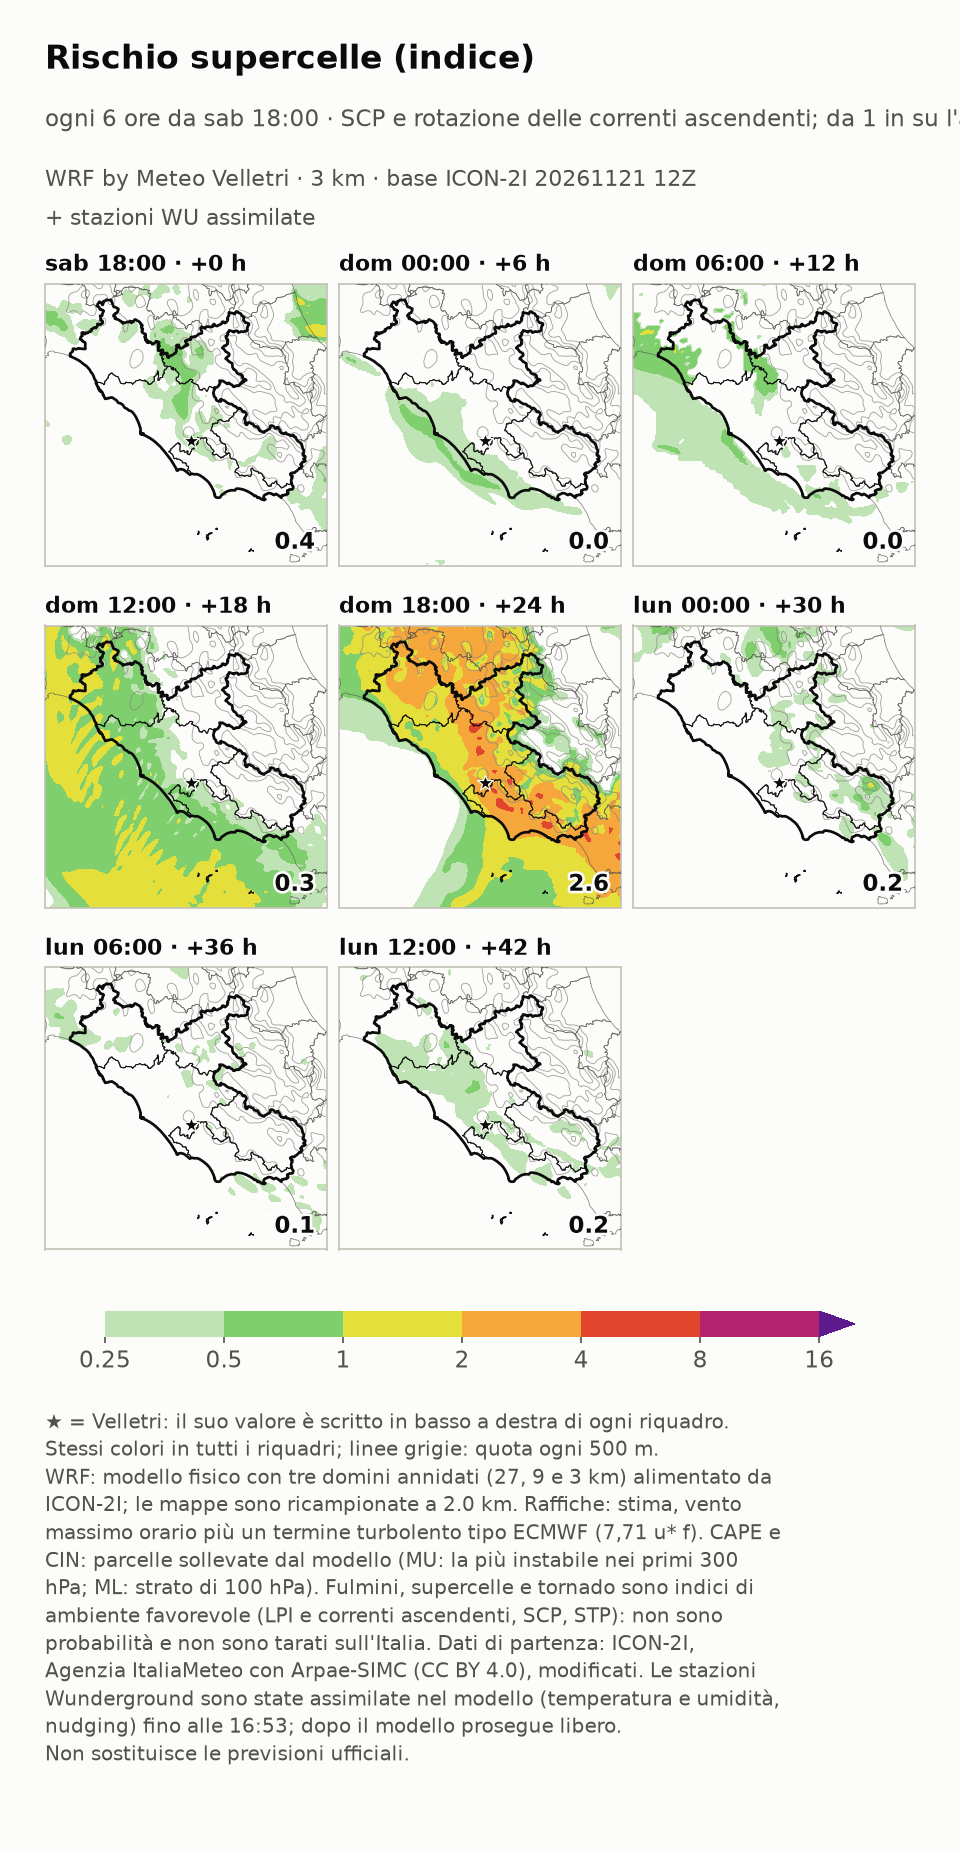 Rischio supercelle (indice)
ogni 6 ore da sab 18:00 · SCP e rotazione delle correnti ascendenti; da 1 in su
WRF by Meteo Velletri · 3 km · base ICON-2I 20261121 12Z
+ stazioni WU assimilate
sab 18:00 · +0 h
dom 00:00 · +6 h
dom 06:00 · +12 h
0.4
0.0
0.0
dom 12:00 · +18 h
dom 18:00 · +24 h
lun 00:00 · +30 h
0.3
2.6
0.2
lun 06:00 · +36 h
lun 12:00 · +42 h
0.1
0.2
0.25 0.5 1 2 4 8 16
★ = Velletri: il suo valore è scritto in basso a destra di ogni riquadro.
Stessi colori in tutti i riquadri; linee grigie: quota ogni 500 m.
WRF: modello fisico con tre domini annidati (27, 9 e 3 km) alimentato da
ICON-2I; le mappe sono ricampionate a 2.0 km. Raffiche: stima, vento
massimo orario più un termine turbolento tipo ECMWF (7,71 u* f). CAPE e
CIN: parcelle sollevate dal modello (MU: la più instabile nei primi 300
hPa; ML: strato di 100 hPa). Fulmini, supercelle e tornado sono indici di
ambiente favorevole (LPI e correnti ascendenti, SCP, STP): non sono
probabilità e non sono tarati sull'Italia. Dati di partenza: ICON-2I,
Agenzia ItaliaMeteo con Arpae-SIMC (CC BY 4.0), modificati. Le stazioni
Wunderground sono state assimilate nel modello (temperatura e umidità,
nudging) fino alle 16:53; dopo il modello prosegue libero.
Non sostituisce le previsioni ufficiali.